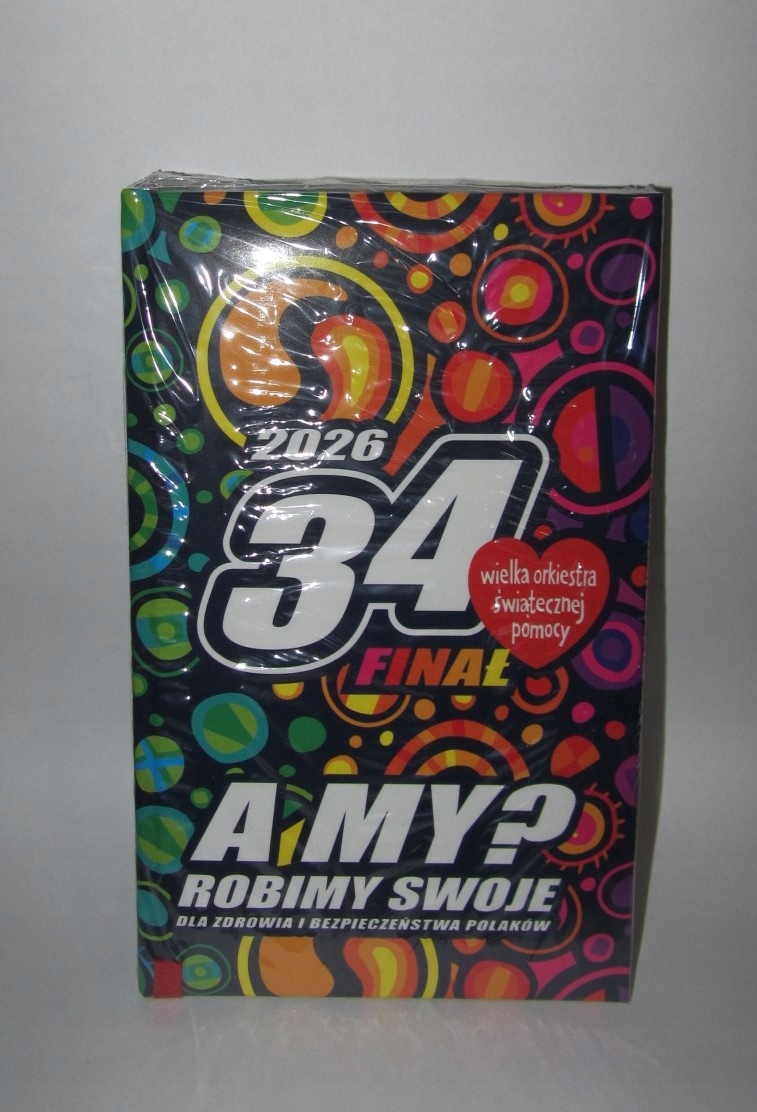 2026
34
FINAŁ
wielka orkiestra
świątecznej
pomocy
A MY?
ROBIMY SWOJE
DLA ZDROWIA I BEZPIECZEŃSTWA POLAKÓW